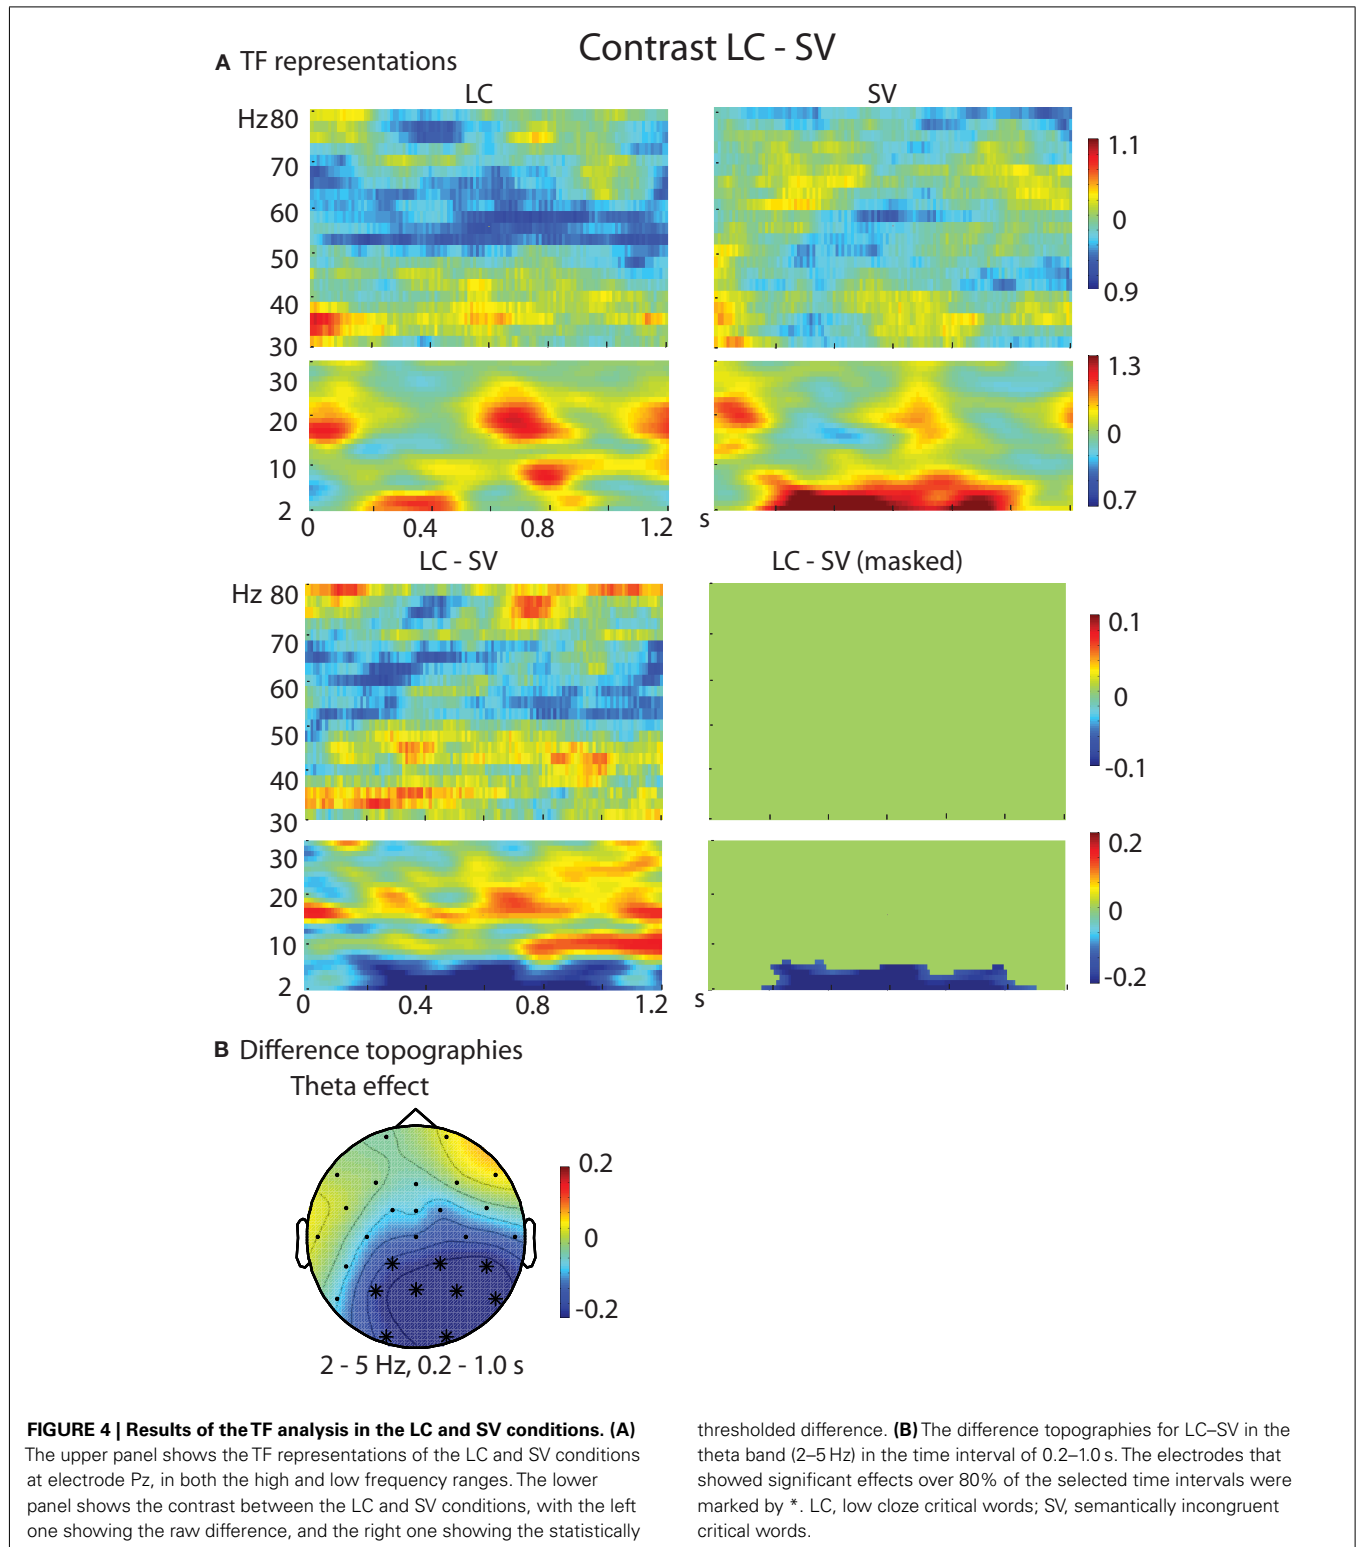 Contrast LC - SV
A TF representations
LC
SV
Hz 80
70
60
50
40
30
1.1
0
0.9
30
20
10
2
0
0.4
0.8
1.2
s
1.3
0
0.7
LC - SV
LC - SV (masked)
Hz 80
70
60
50
40
30
0.1
0
-0.1
30
20
10
2
0
0.4
0.8
1.2
s
0.2
0
-0.2
B Difference topographies
Theta effect
0.2
0
-0.2
2 - 5 Hz, 0.2 - 1.0 s
FIGURE 4 | Results of the TF analysis in the LC and SV conditions. (A)
The upper panel shows the TF representations of the LC and SV conditions
at electrode Pz, in both the high and low frequency ranges. The lower
panel shows the contrast between the LC and SV conditions, with the left
one showing the raw difference, and the right one showing the statistically
thresholded difference. (B) The difference topographies for LC–SV in the
theta band (2–5 Hz) in the time interval of 0.2–1.0 s. The electrodes that
showed significant effects over 80% of the selected time intervals were
marked by *. LC, low cloze critical words; SV, semantically incongruent
critical words.